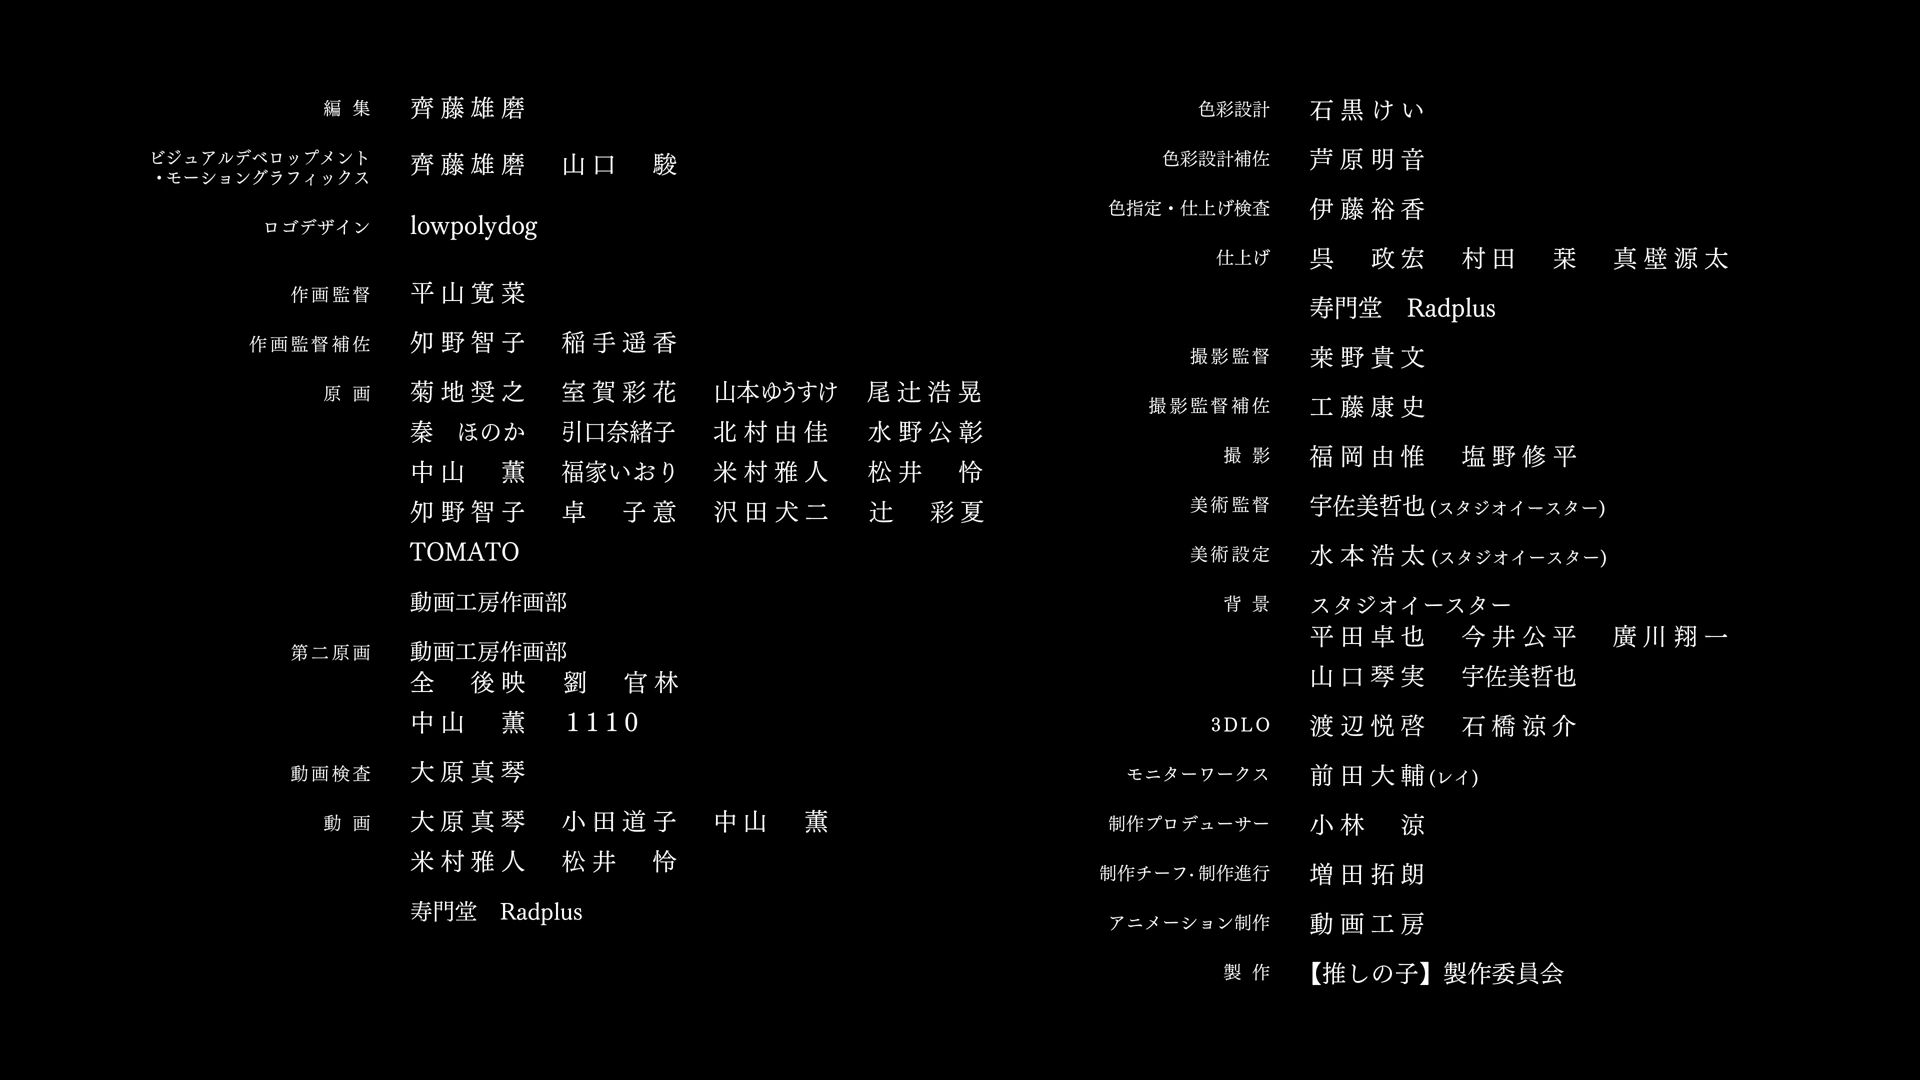 編 集　齊藤雄磨
ビジュアルデベロップメント
・モーショングラフィックス　齊藤雄磨　山口　駿
ロゴデザイン　lowpolydog
作画監督　平山寛菜
作画監督補佐　夘野智子　稲手遥香
原 画　菊地奨之　室賀彩花　山本ゆうすけ　尾辻浩晃
秦　ほのか　引口奈緒子　北村由佳　水野公彰
中山　薫　福家いおり　米村雅人　松井　怜
夘野智子　卓　子意　沢田犬二　辻　彩夏
TOMATO
動画工房作画部
第二原画　動画工房作画部
全　後映　劉　官林
中山　薫　1110
動画検査　大原真琴
動 画　大原真琴　小田道子　中山　薫
米村雅人　松井　怜
寿門堂　Radplus
色彩設計　石黒けい
色彩設計補佐　芦原明音
色指定・仕上げ検査　伊藤裕香
仕上げ　呉　政宏　村田　栞　真壁源太
寿門堂　Radplus
撮影監督　桒野貴文
撮影監督補佐　工藤康史
撮 影　福岡由惟　塩野修平
美術監督　宇佐美哲也(スタジオイースター)
美術設定　水本浩太(スタジオイースター)
背 景　スタジオイースター
平田卓也　今井公平　廣川翔一
山口琴実　宇佐美哲也
3DLO　渡辺悦啓　石橋涼介
モニターワークス　前田大輔(レイ)
制作プロデューサー　小林　涼
制作チーフ・制作進行　増田拓朗
アニメーション制作　動画工房
製 作　【推しの子】製作委員会